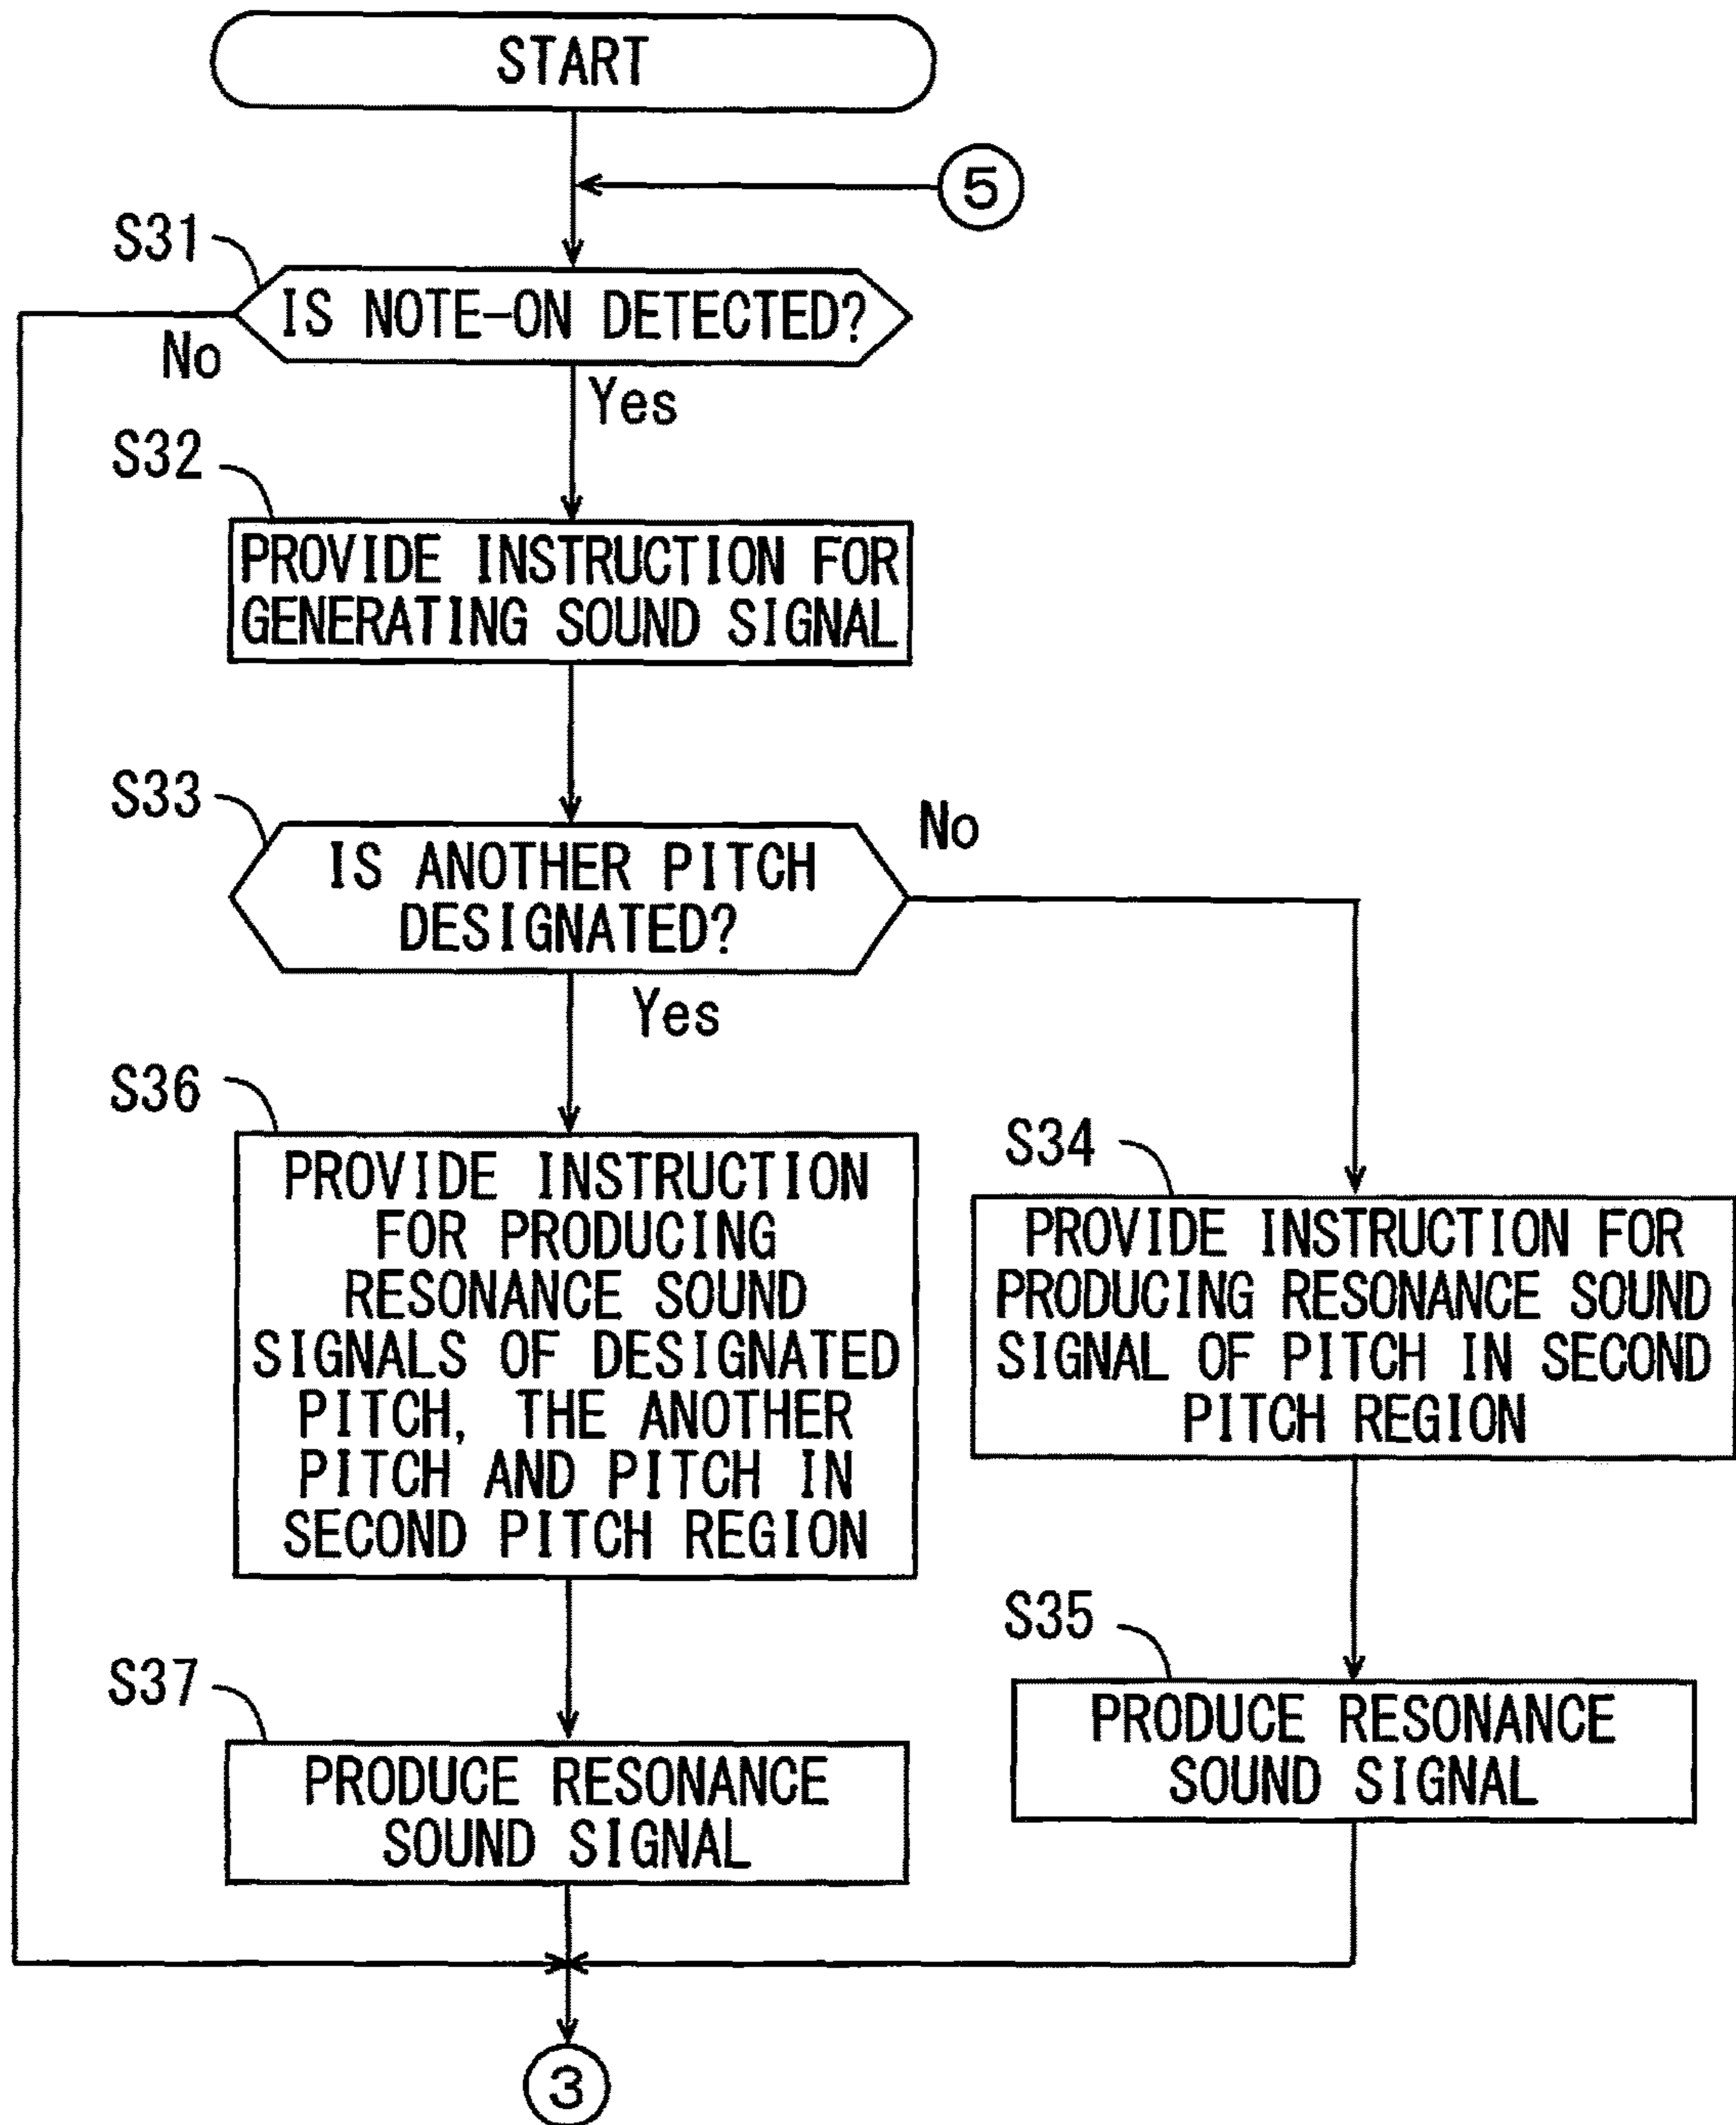 START
5
S31
IS NOTE-ON DETECTED?
No
Yes
S32
PROVIDE INSTRUCTION FOR
GENERATING SOUND SIGNAL
S33
IS ANOTHER PITCH
DESIGNATED?
No
Yes
S36
PROVIDE INSTRUCTION
FOR PRODUCING
RESONANCE SOUND
SIGNALS OF DESIGNATED
PITCH, THE ANOTHER
PITCH AND PITCH IN
SECOND PITCH REGION
S34
PROVIDE INSTRUCTION FOR
PRODUCING RESONANCE SOUND
SIGNAL OF PITCH IN SECOND
PITCH REGION
S37
PRODUCE RESONANCE
SOUND SIGNAL
S35
PRODUCE RESONANCE
SOUND SIGNAL
3